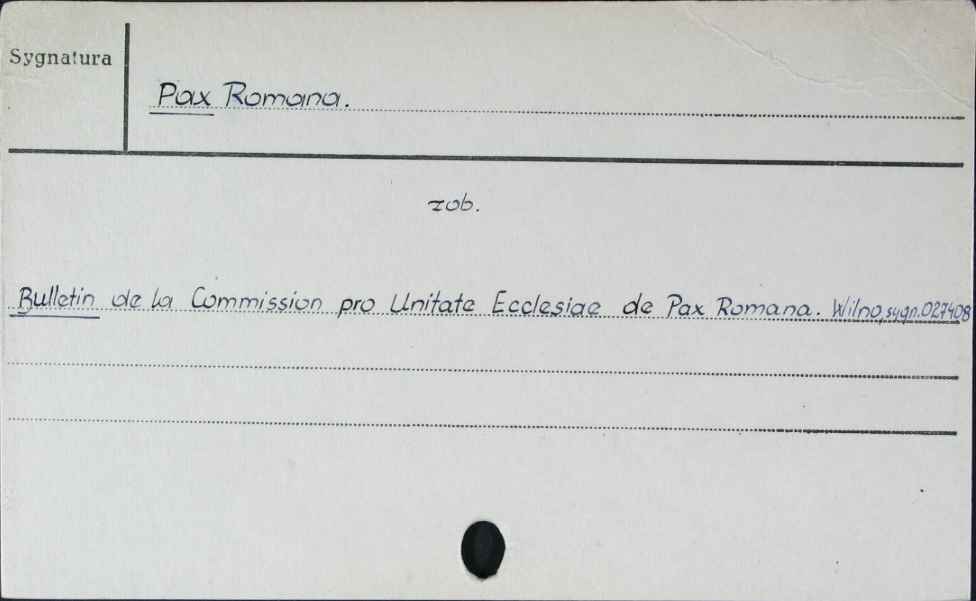 Sygnatura
Pax Romana.
zob.
Bulletin de la Commission pro Unitate Ecclesiae de Pax Romana. Wilno, sygn. 027408